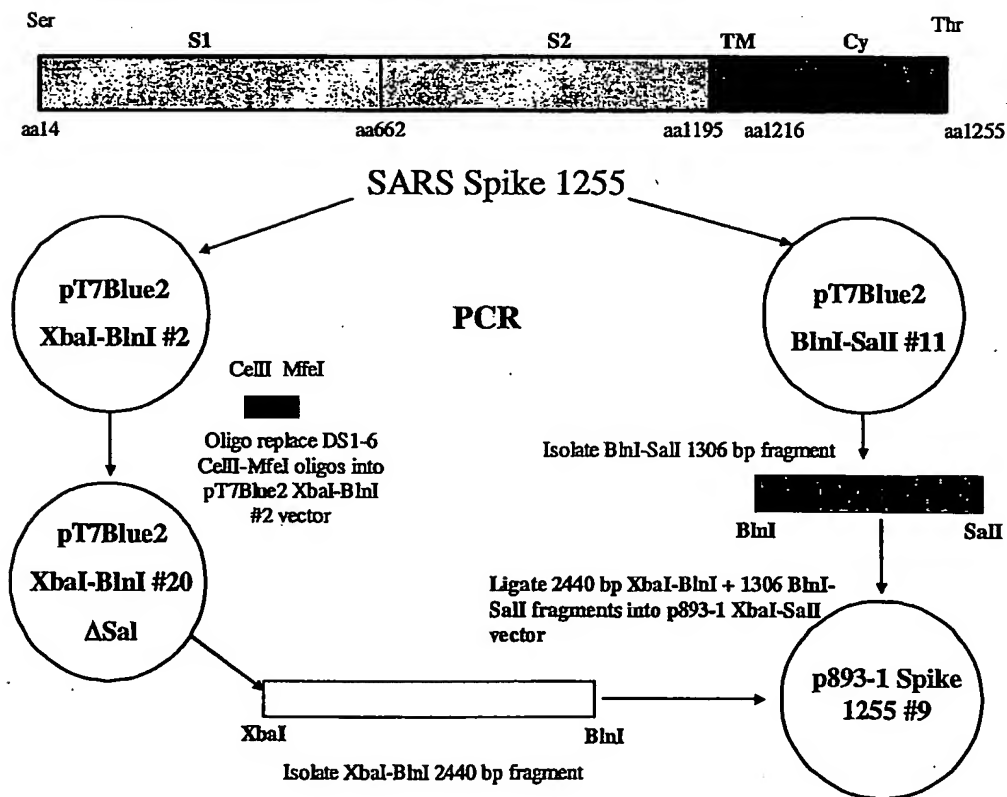 Ser
Thr
S1
S2
TM
Cy
aa14
aa662
aa1195
aa1216
aa1255
SARS Spike 1255
pT7Blue2
XbaI-BlnI #2
PCR
pT7Blue2
BlnI-SalI #11
CelII MfeI
Oligo replace DS1-6
CelII-MfeI oligos into
pT7Blue2 XbaI-BlnI
#2 vector
Isolate BlnI-SalI 1306 bp fragment
BlnI
SalI
pT7Blue2
XbaI-BlnI #20
ΔSal
Ligate 2440 bp XbaI-BlnI + 1306 BlnI-
SalI fragments into p893-1 XbaI-SalI
vector
p893-1 Spike
1255 #9
XbaI
BlnI
Isolate XbaI-BlnI 2440 bp fragment